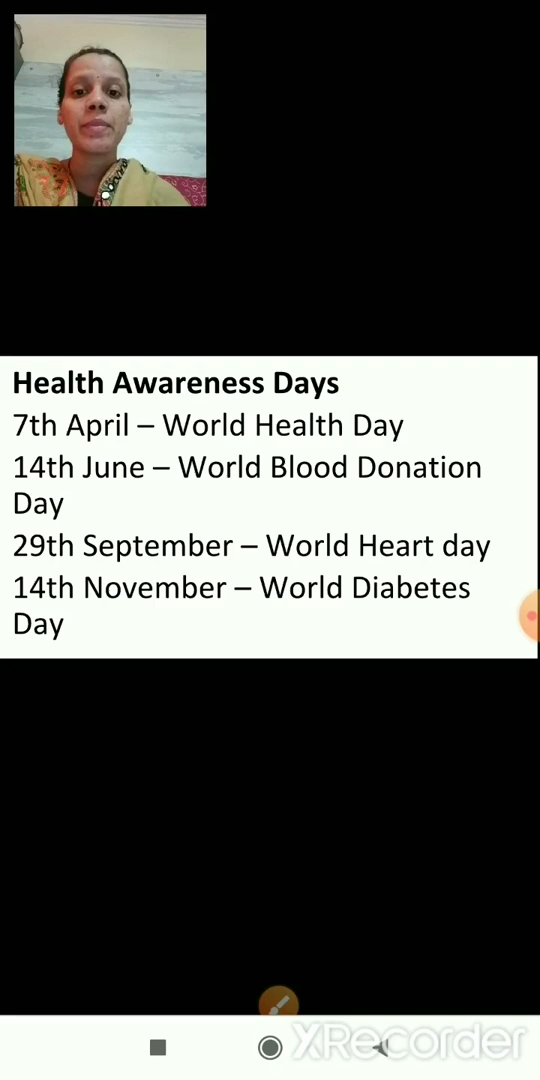 Health Awareness Days
7th April – World Health Day
14th June – World Blood Donation
Day
29th September – World Heart day
14th November – World Diabetes
Day
XRecorder